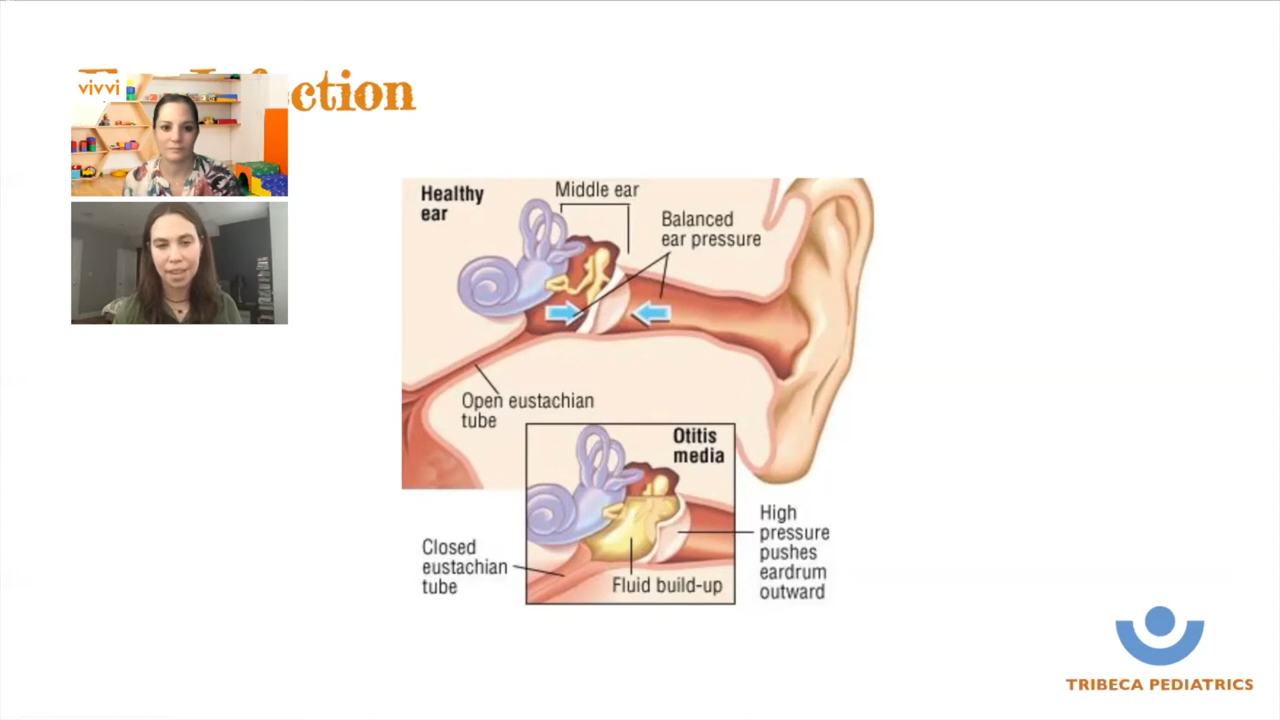 vivvi
ction
Healthy
ear
Middle ear
Balanced
ear pressure
Open eustachian
tube
Otitis
media
Closed
eustachian
tube
Fluid build-up
High
pressure
pushes
eardrum
outward
TRIBECA PEDIATRICS